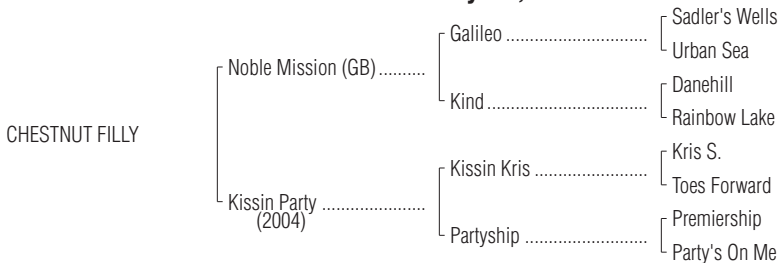 Sadler's Wells
Galileo ..................................
Urban Sea
Noble Mission (GB)..........
Danehill
Kind......................................
Rainbow Lake
CHESTNUT FILLY
Kris S.
Kissin Kris ...........................
Toes Forward
Kissin Party ......................
(2004)
Premiership
Partyship .............................
Party's On Me